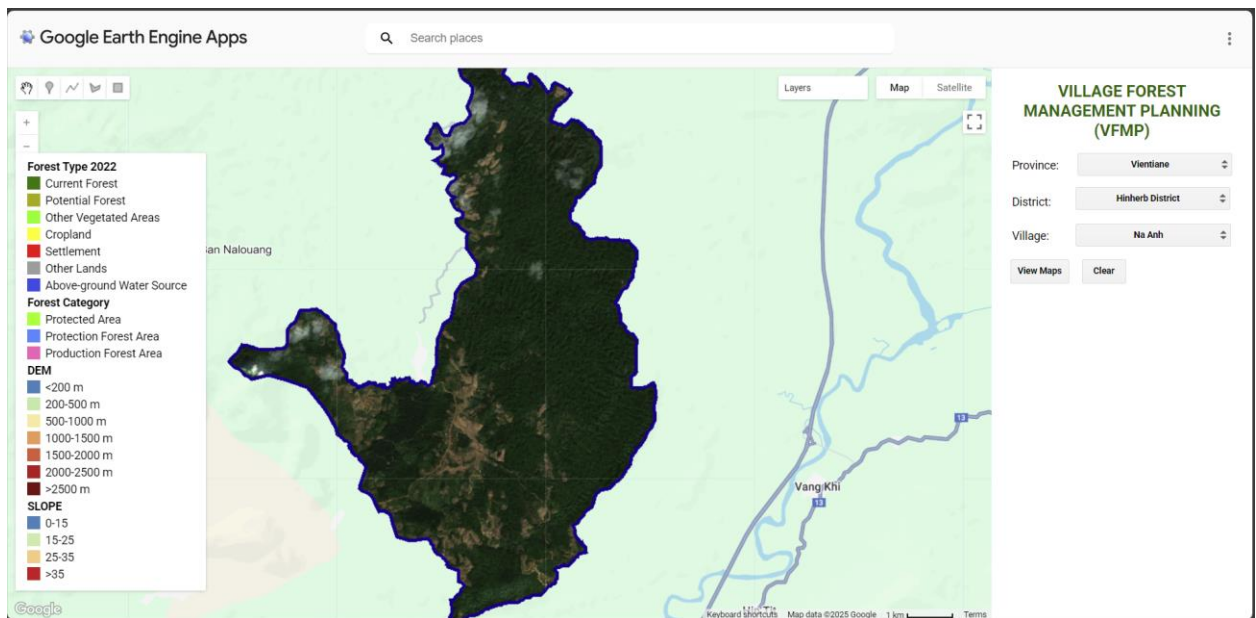 Google Earth Engine Apps
Search places
Layers
Map
Satellite
+
−
Forest Type 2022
Current Forest
Potential Forest
Other Vegetated Areas
Cropland
Settlement
Other Lands
Above-ground Water Source
Forest Category
Protected Area
Protection Forest Area
Production Forest Area
DEM
<200 m
200-500 m
500-1000 m
1000-1500 m
1500-2000 m
2000-2500 m
>2500 m
SLOPE
0-15
15-25
25-35
>35
Nalouang
13
Vang Khi
13
Google
Keyboard shortcuts
Map data ©2025 Google
1 km
Terms
VILLAGE FOREST
MANAGEMENT PLANNING
(VFMP)
Province: Vientiane
District: Hinherb District
Village: Na Anh
View Maps Clear